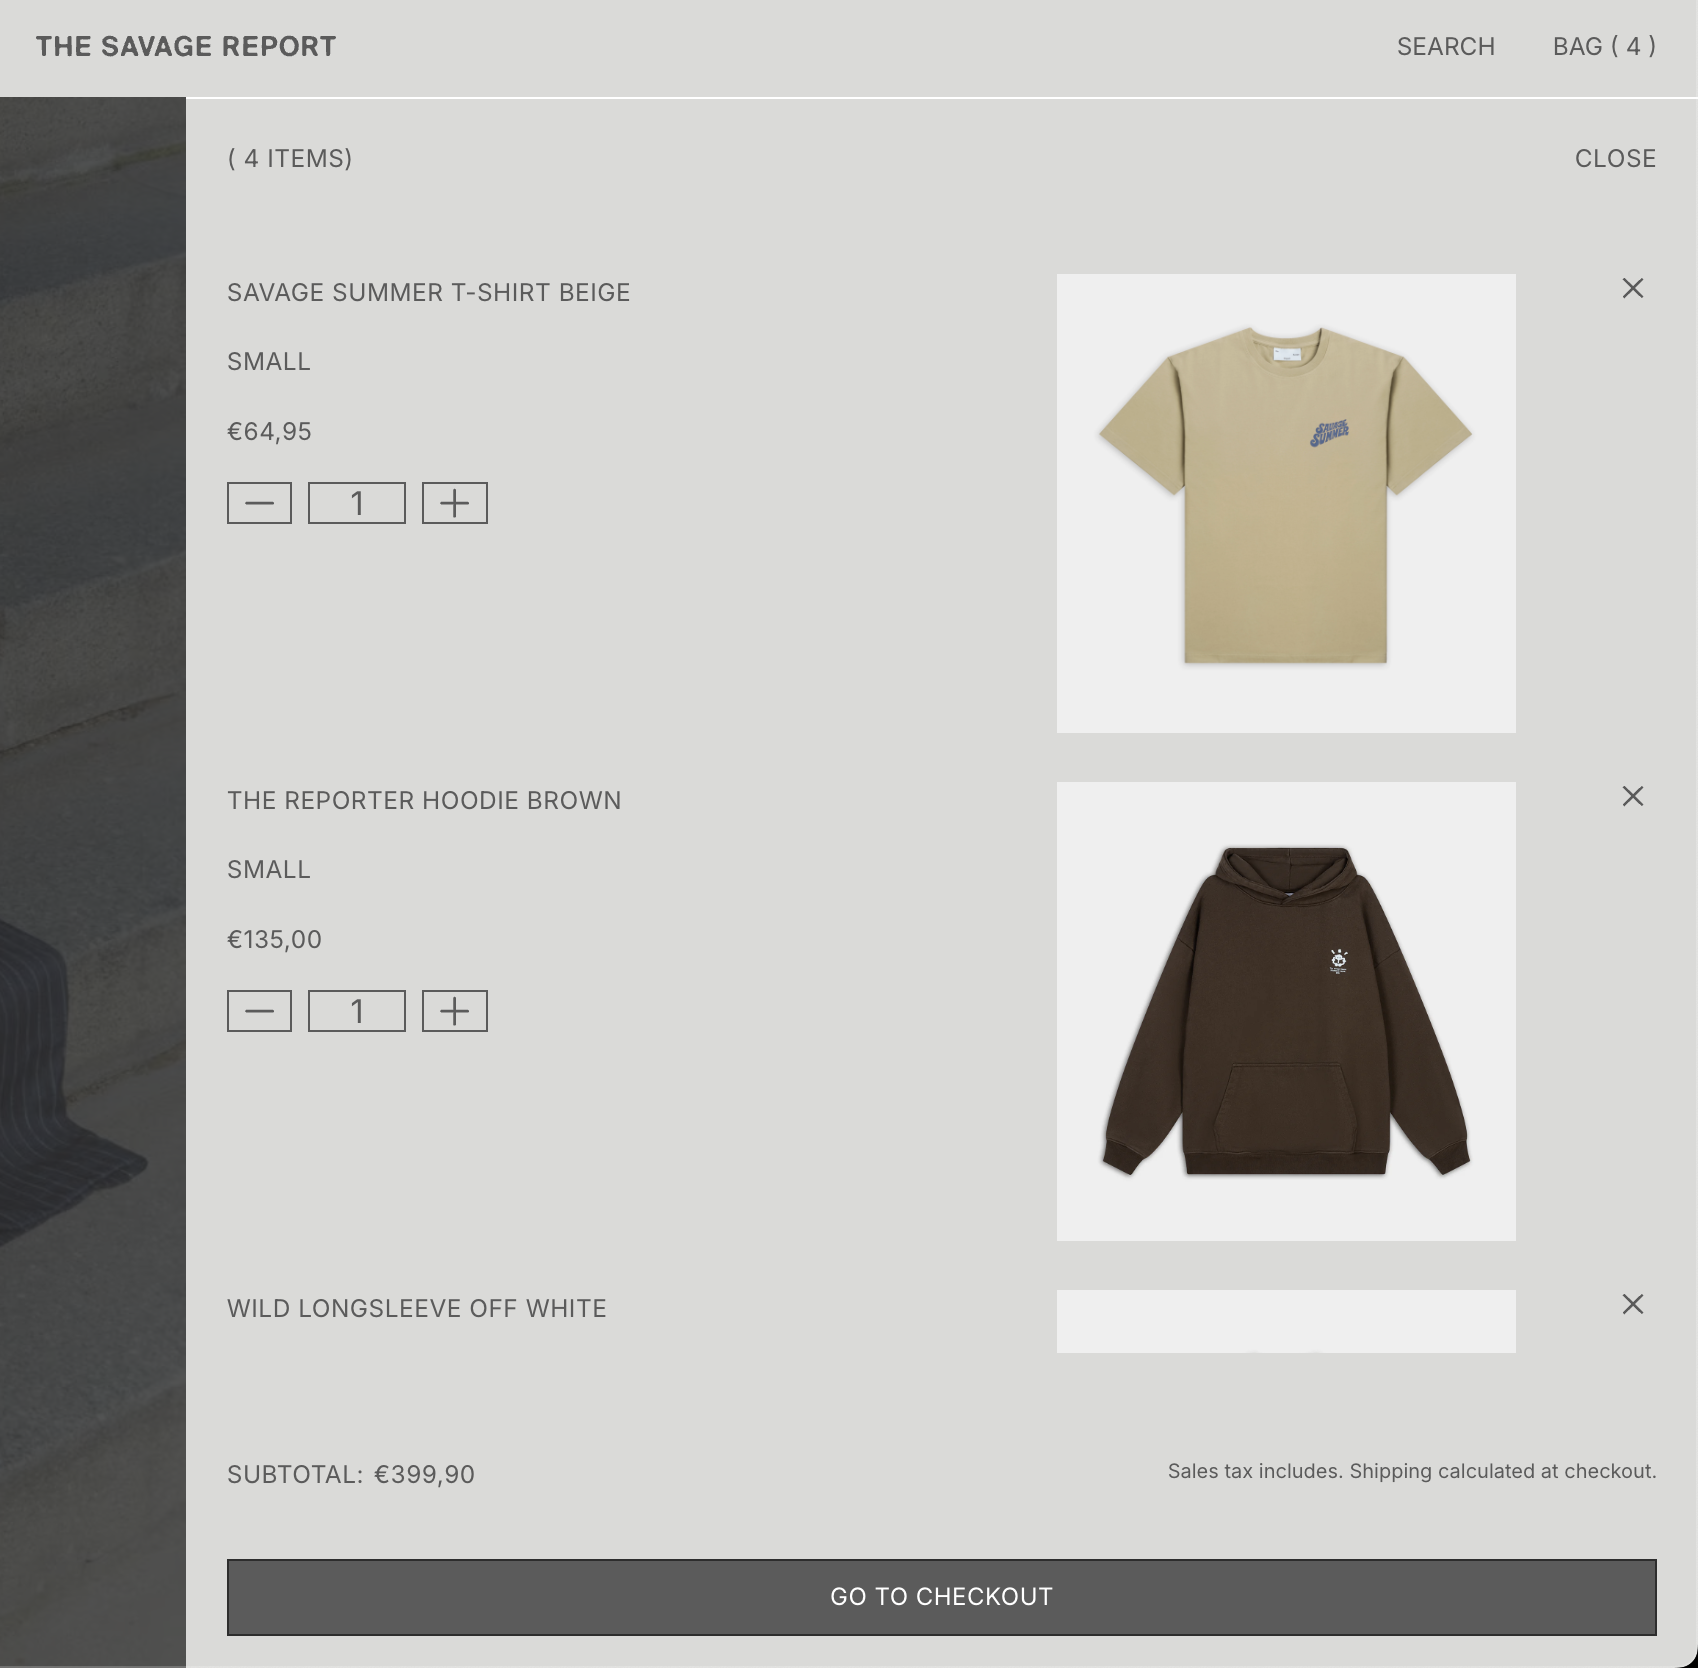 THE SAVAGE REPORT
SEARCH
BAG ( 4 )
( 4 ITEMS)
CLOSE
SAVAGE SUMMER T-SHIRT BEIGE
SMALL
€64,95
1
SAVAGE
SUMMER
THE REPORTER HOODIE BROWN
SMALL
€135,00
1
WILD LONGSLEEVE OFF WHITE
SUBTOTAL: €399,90
Sales tax includes. Shipping calculated at checkout.
GO TO CHECKOUT